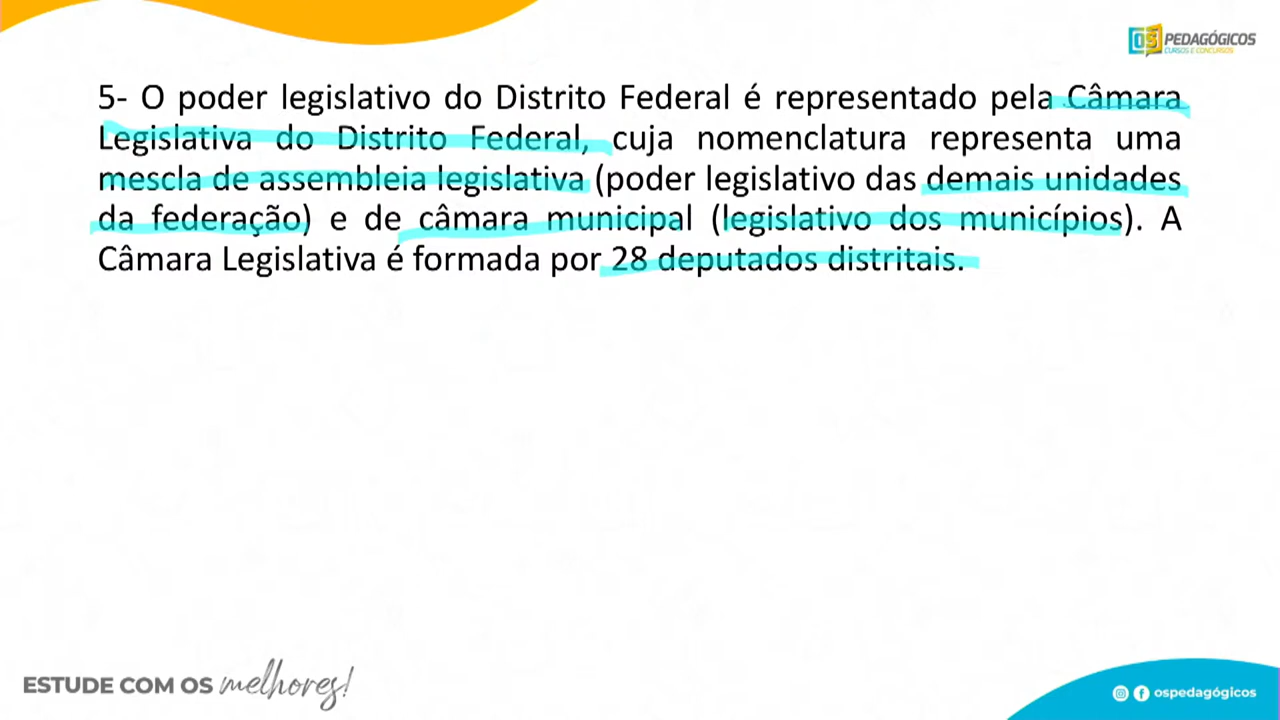 OS PEDAGÓGICOS
CURSOS E CONCURSOS
5- O poder legislativo do Distrito Federal é representado pela Câmara
Legislativa do Distrito Federal, cuja nomenclatura representa uma
mescla de assembleia legislativa (poder legislativo das demais unidades
da federação) e de câmara municipal (legislativo dos municípios). A
Câmara Legislativa é formada por 28 deputados distritais.
ESTUDE COM OS melhores!
ospedagógicos